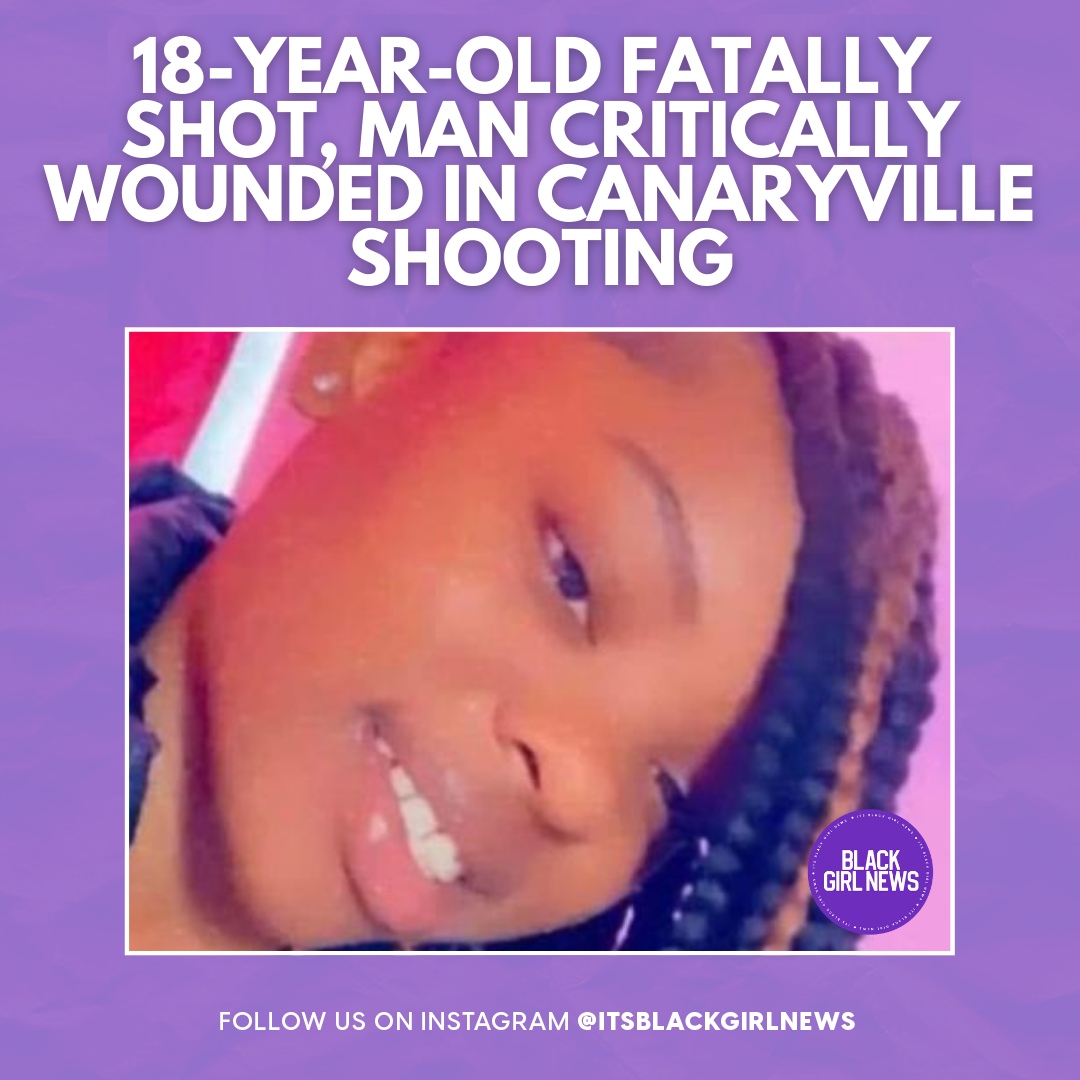 18-YEAR-OLD FATALLY
SHOT, MAN CRITICALLY
WOUNDED IN CANARYVILLE
SHOOTING
BLACK
GIRL NEWS
FOLLOW US ON INSTAGRAM @ITSBLACKGIRLNEWS